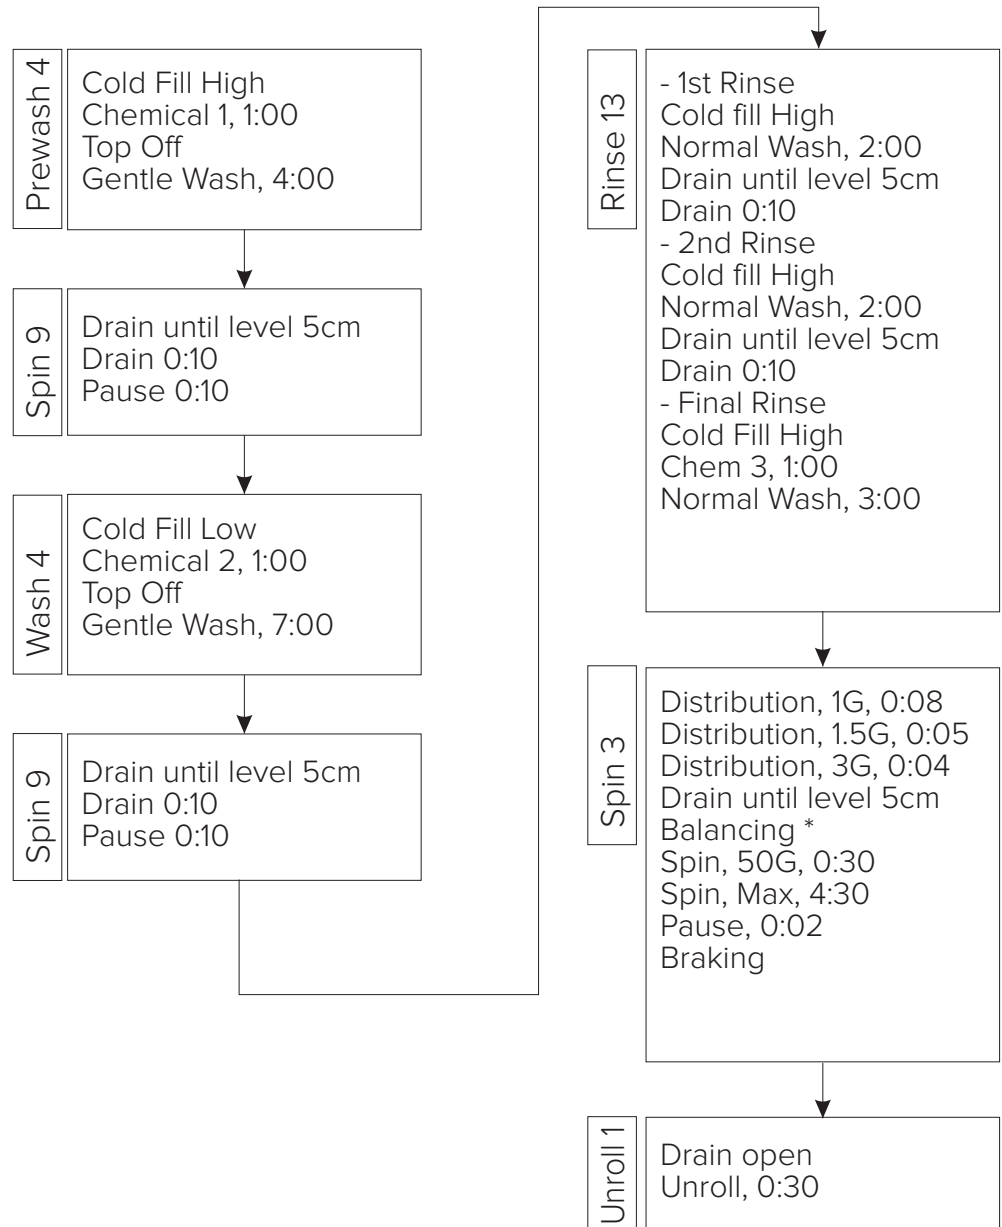 Prewash 4
Cold Fill High
Chemical 1, 1:00
Top Off
Gentle Wash, 4:00
Spin 9
Drain until level 5cm
Drain 0:10
Pause 0:10
Wash 4
Cold Fill Low
Chemical 2, 1:00
Top Off
Gentle Wash, 7:00
Spin 9
Drain until level 5cm
Drain 0:10
Pause 0:10
Rinse 13
- 1st Rinse
Cold fill High
Normal Wash, 2:00
Drain until level 5cm
Drain 0:10
- 2nd Rinse
Cold fill High
Normal Wash, 2:00
Drain until level 5cm
Drain 0:10
- Final Rinse
Cold Fill High
Chem 3, 1:00
Normal Wash, 3:00
Spin 3
Distribution, 1G, 0:08
Distribution, 1.5G, 0:05
Distribution, 3G, 0:04
Drain until level 5cm
Balancing *
Spin, 50G, 0:30
Spin, Max, 4:30
Pause, 0:02
Braking
Unroll 1
Drain open
Unroll, 0:30